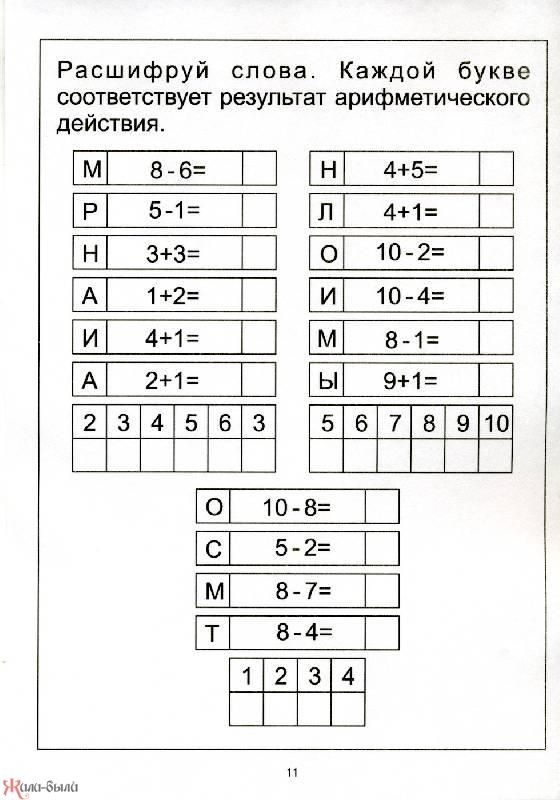 Расшифруй слова. Каждой букве
соответствует результат арифметического
действия.
М 8-6=
Р 5-1=
Н 3+3=
А 1+2=
И 4+1=
А 2+1=
2 3 4 5 6 3
Н 4+5=
Л 4+1=
О 10-2=
И 10-4=
М 8-1=
Ы 9+1=
5 6 7 8 9 10
О 10-8=
С 5-2=
М 8-7=
Т 8-4=
1 2 3 4
11
Жили-были